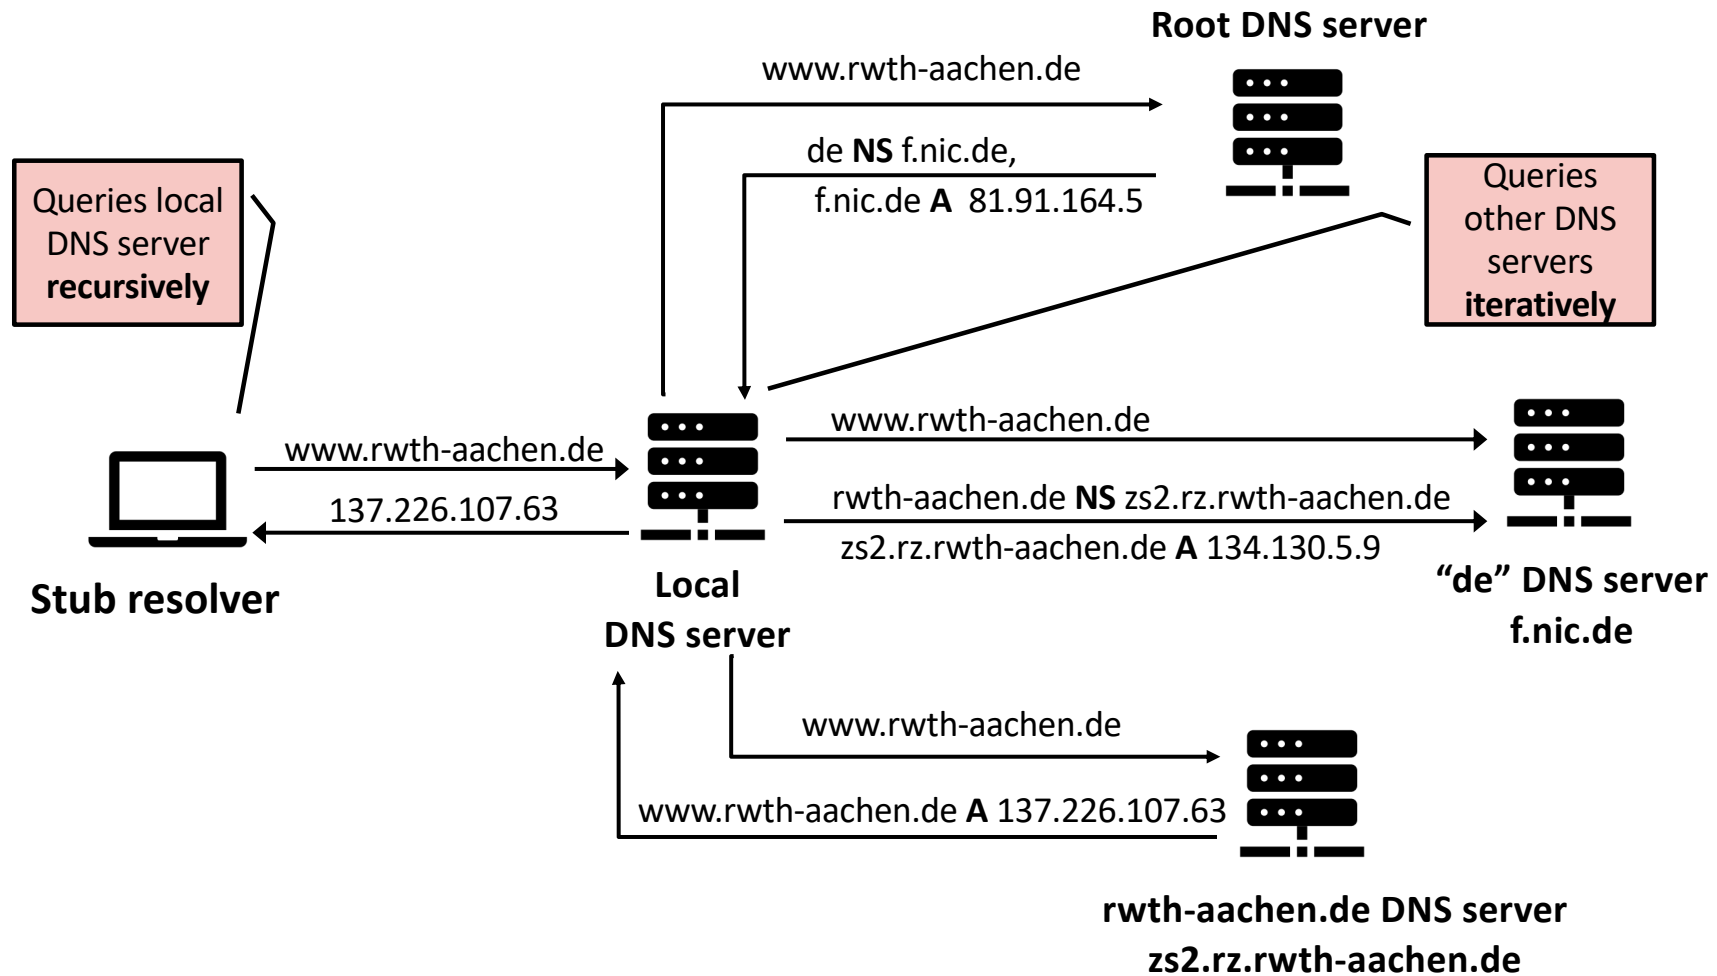 Root DNS server
www.rwth-aachen.de
de NS f.nic.de,
f.nic.de A 81.91.164.5
Queries local
DNS server
recursively
Queries
other DNS
servers
iteratively
www.rwth-aachen.de
137.226.107.63
www.rwth-aachen.de
rwth-aachen.de NS zs2.rz.rwth-aachen.de
zs2.rz.rwth-aachen.de A 134.130.5.9
Stub resolver
Local
DNS server
“de” DNS server
f.nic.de
www.rwth-aachen.de
www.rwth-aachen.de A 137.226.107.63
rwth-aachen.de DNS server
zs2.rz.rwth-aachen.de